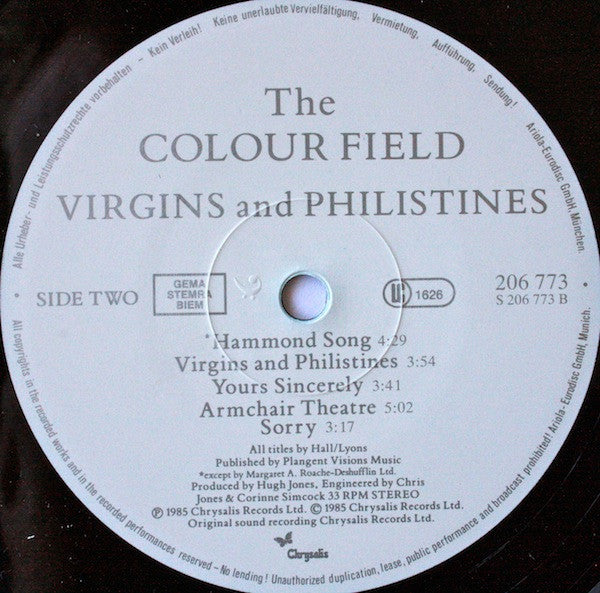 Alle Urheber- und Leistungsschutzrechte vorbehalten – Kein Verleih! Keine unerlaubte Vervielfältigung, Vermietung, Aufführung, Sendung! Ariola-Eurodisc GmbH, München.
The
COLOUR FIELD
VIRGINS and PHILISTINES
SIDE TWO
GEMA
STEMRA
BIEM
LC 1626
206 773
S 206 773 B
*Hammond Song 4:29
Virgins and Philistines 3:54
Yours Sincerely 3:41
Armchair Theatre 5:02
Sorry 3:17
All titles by Hall/Lyons
Published by Plangent Visions Music
*except by Margaret A. Roache-Deshufflin Ltd.
Produced by Hugh Jones, Engineered by Chris
Jones & Corinne Simcock 33 RPM STEREO
℗ 1985 Chrysalis Records Ltd. © 1985 Chrysalis Records Ltd.
Original sound recording Chrysalis Records Ltd.
Chrysalis
All copyrights in the recorded works and in the recorded performances reserved – No lending! Unauthorized duplication, lease, public performance and broadcast prohibited! Ariola-Eurodisc GmbH, Munich.